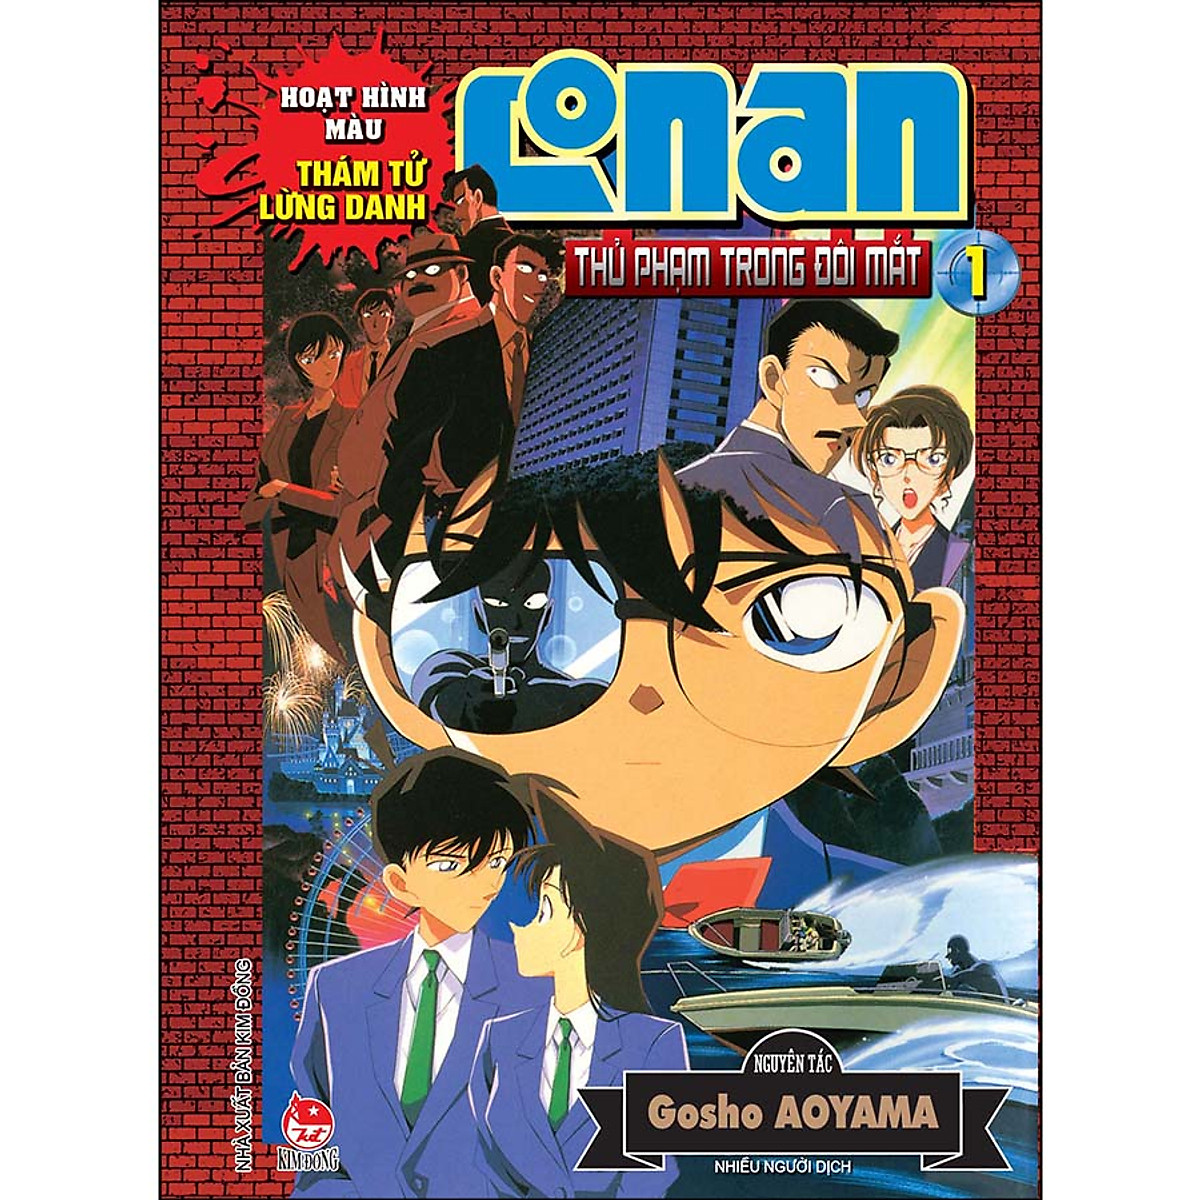 HOẠT HÌNH
MÀU
THÁM TỬ
LỪNG DANH
Conan
THỦ PHẠM TRONG ĐÔI MẮT
1
NHÀ XUẤT BẢN KIM ĐỒNG
KIM ĐỒNG
NGUYÊN TÁC
Gosho AOYAMA
NHIỀU NGƯỜI DỊCH